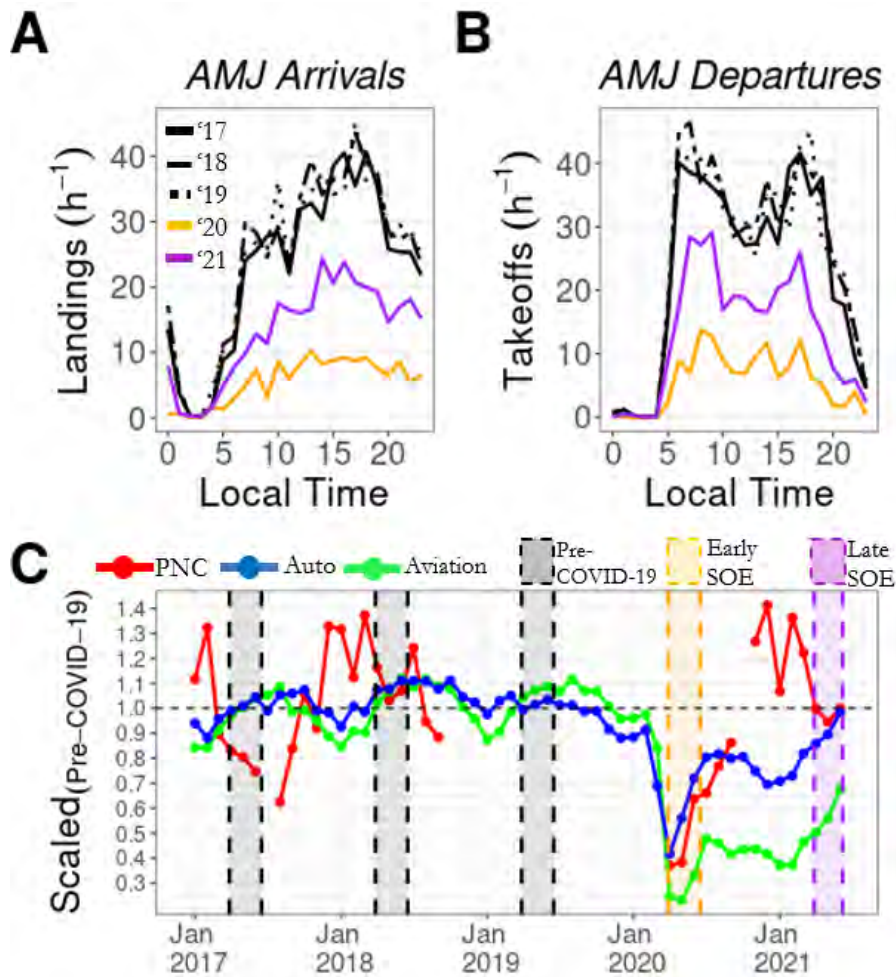 A
B
AMJ Arrivals
AMJ Departures
Landings (h⁻¹)
40
30
20
10
0
‘17
‘18
‘19
‘20
‘21
0 5 10 15 20
Local Time
Takeoffs (h⁻¹)
40
30
20
10
0
0 5 10 15 20
Local Time
C
PNC Auto Aviation
Pre-
COVID-19
Early
SOE
Late
SOE
Scaled(Pre–COVID–19)
1.4
1.3
1.2
1.1
1.0
0.9
0.8
0.7
0.6
0.5
0.4
0.3
Jan Jan Jan Jan Jan
2017 2018 2019 2020 2021